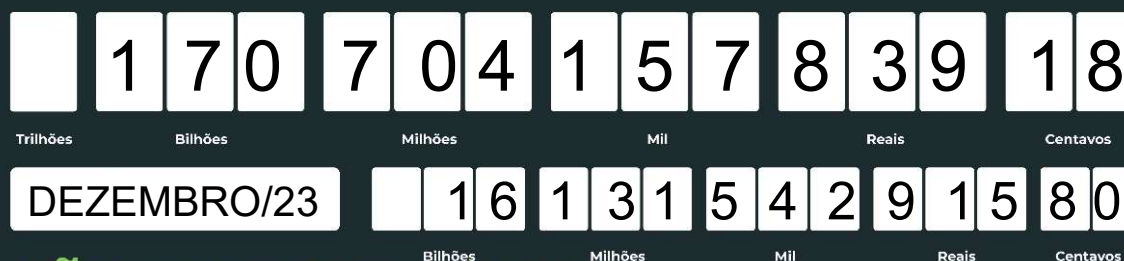 1 7 0 7 0 4 1 5 7 8 3 9 1 8
Trilhões Bilhões Milhões Mil Reais Centavos
DEZEMBRO/23 1 6 1 3 1 5 4 2 9 1 5 8 0
Bilhões Milhões Mil Reais Centavos